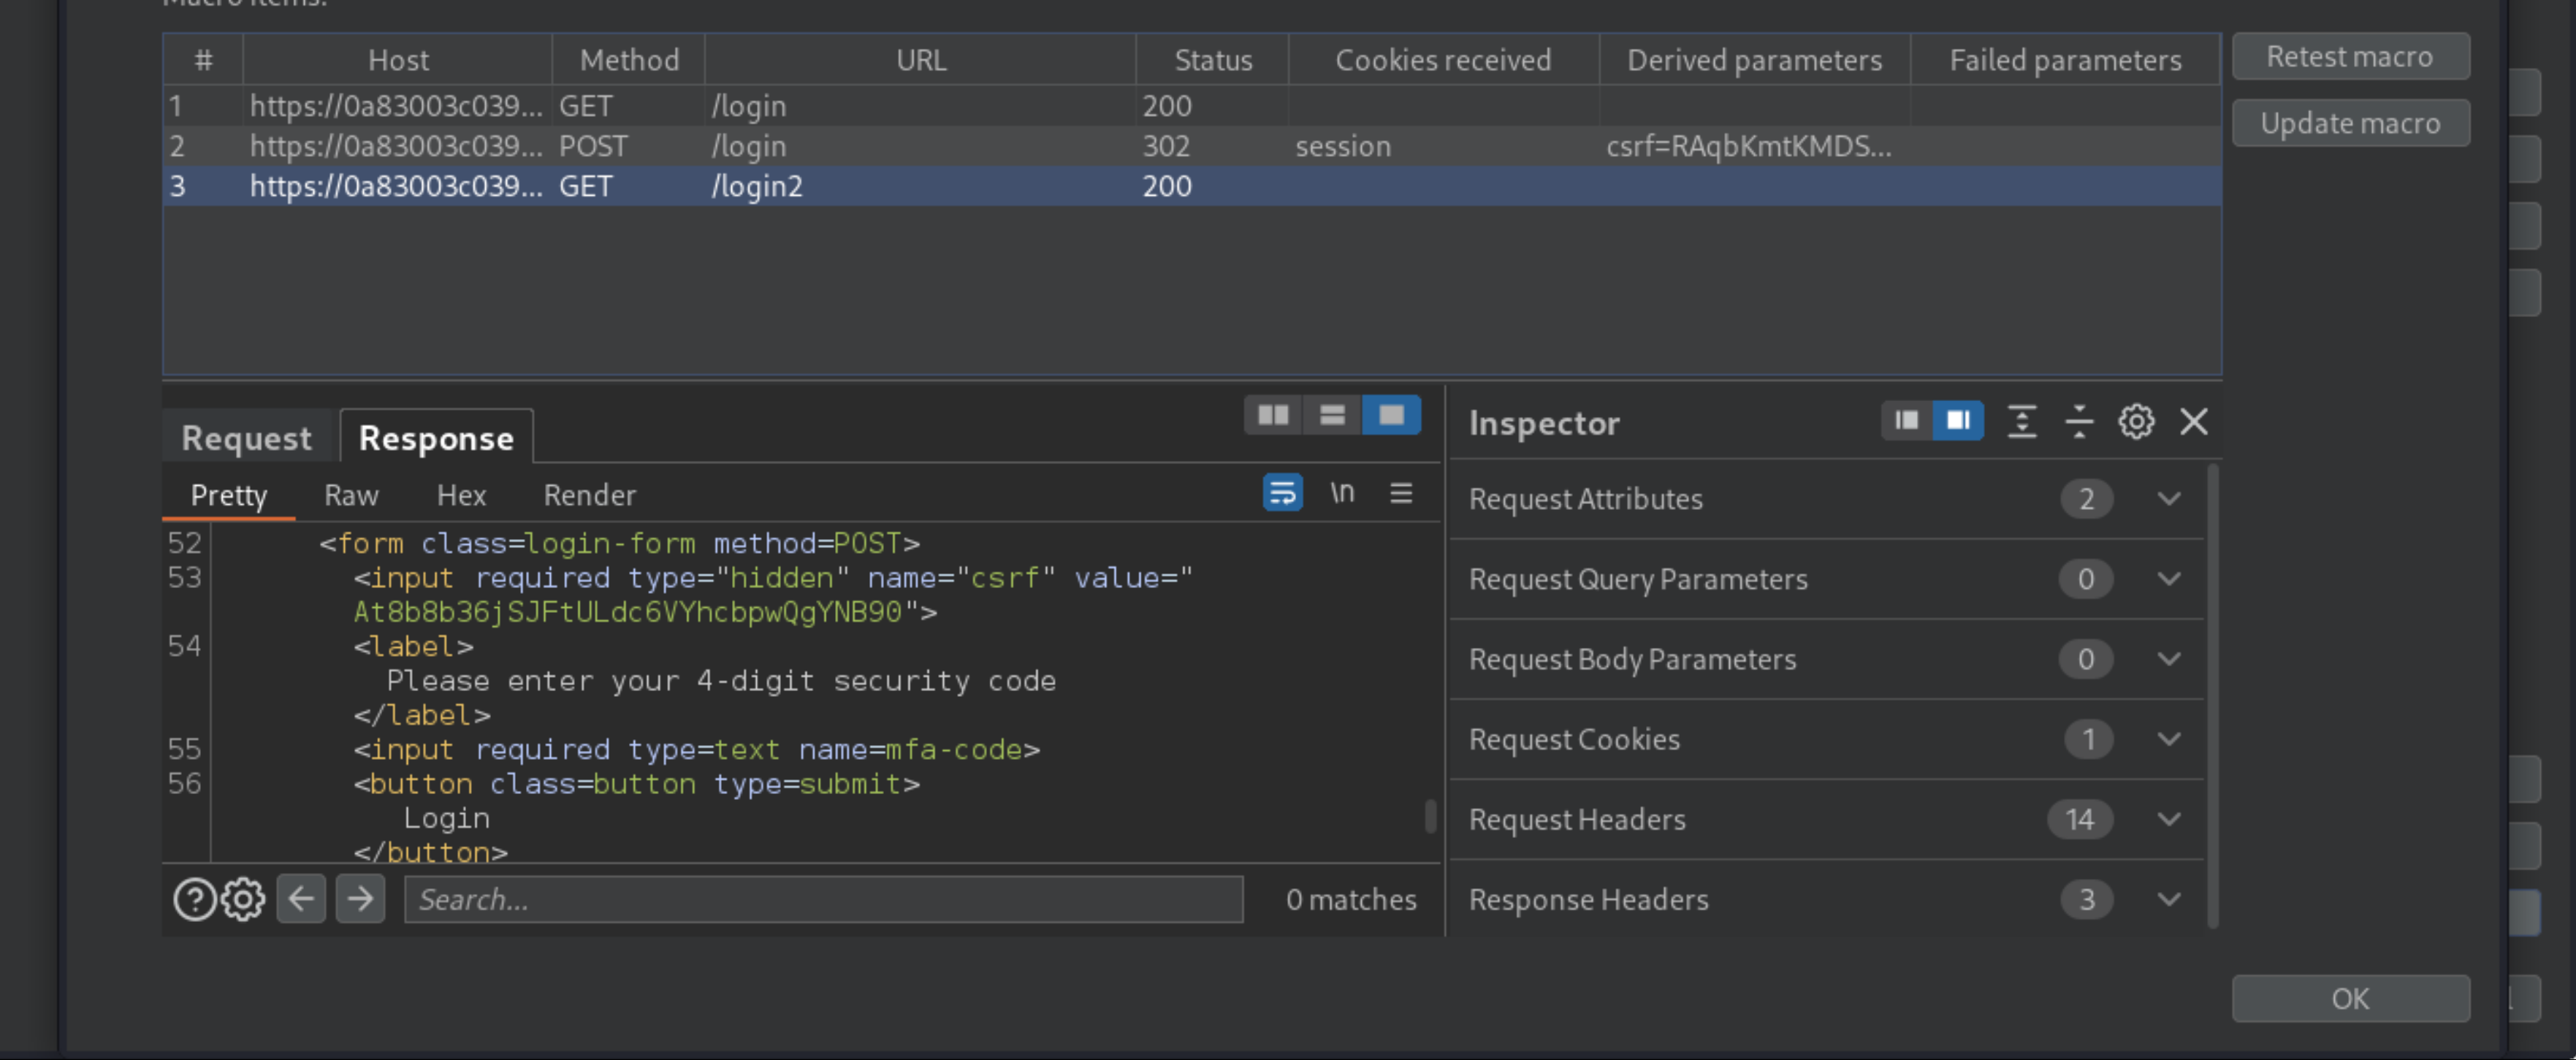 Macro items:
# Host Method URL Status Cookies received Derived parameters Failed parameters
1 https://0a83003c039... GET /login 200
2 https://0a83003c039... POST /login 302 session csrf=RAqbKmtKMDS...
3 https://0a83003c039... GET /login2 200
Retest macro
Update macro
Request Response
Pretty Raw Hex Render \n
52 <form class=login-form method=POST>
53 <input required type="hidden" name="csrf" value="
At8b8b36jSJFtULdc6VYhcbpwQgYNB90">
54 <label>
Please enter your 4-digit security code
</label>
55 <input required type=text name=mfa-code>
56 <button class=button type=submit>
Login
</button>
? Search... 0 matches
Inspector
Request Attributes 2
Request Query Parameters 0
Request Body Parameters 0
Request Cookies 1
Request Headers 14
Response Headers 3
OK